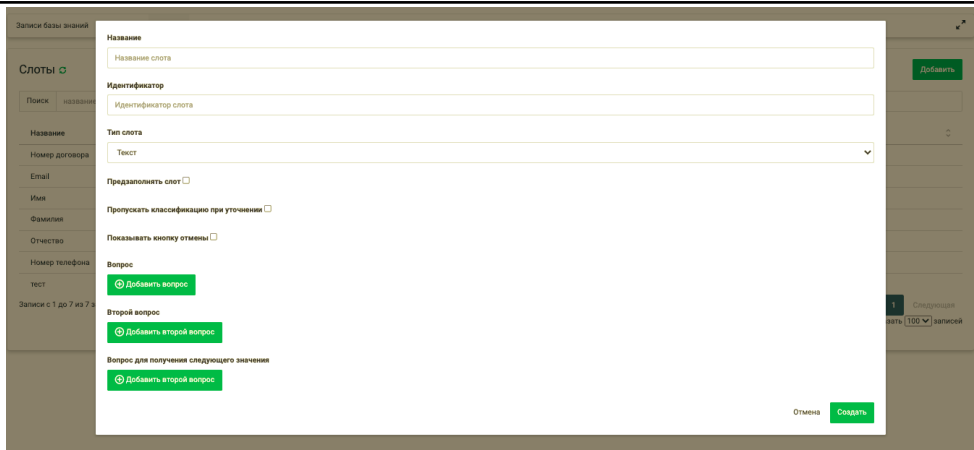 Записи базы знаний
Слоты
Добавить
Поиск
название
Название
Номер договора
Email
Имя
Фамилия
Отчество
Номер телефона
тест
Записи с 1 до 7 из 7 з
1
Следующая
зать 100 записей
Название
Название слота
Идентификатор
Идентификатор слота
Тип слота
Текст
Предзаполнять слот
Пропускать классификацию при уточнении
Показывать кнопку отмены
Вопрос
Добавить вопрос
Второй вопрос
Добавить второй вопрос
Вопрос для получения следующего значения
Добавить второй вопрос
Отмена
Создать